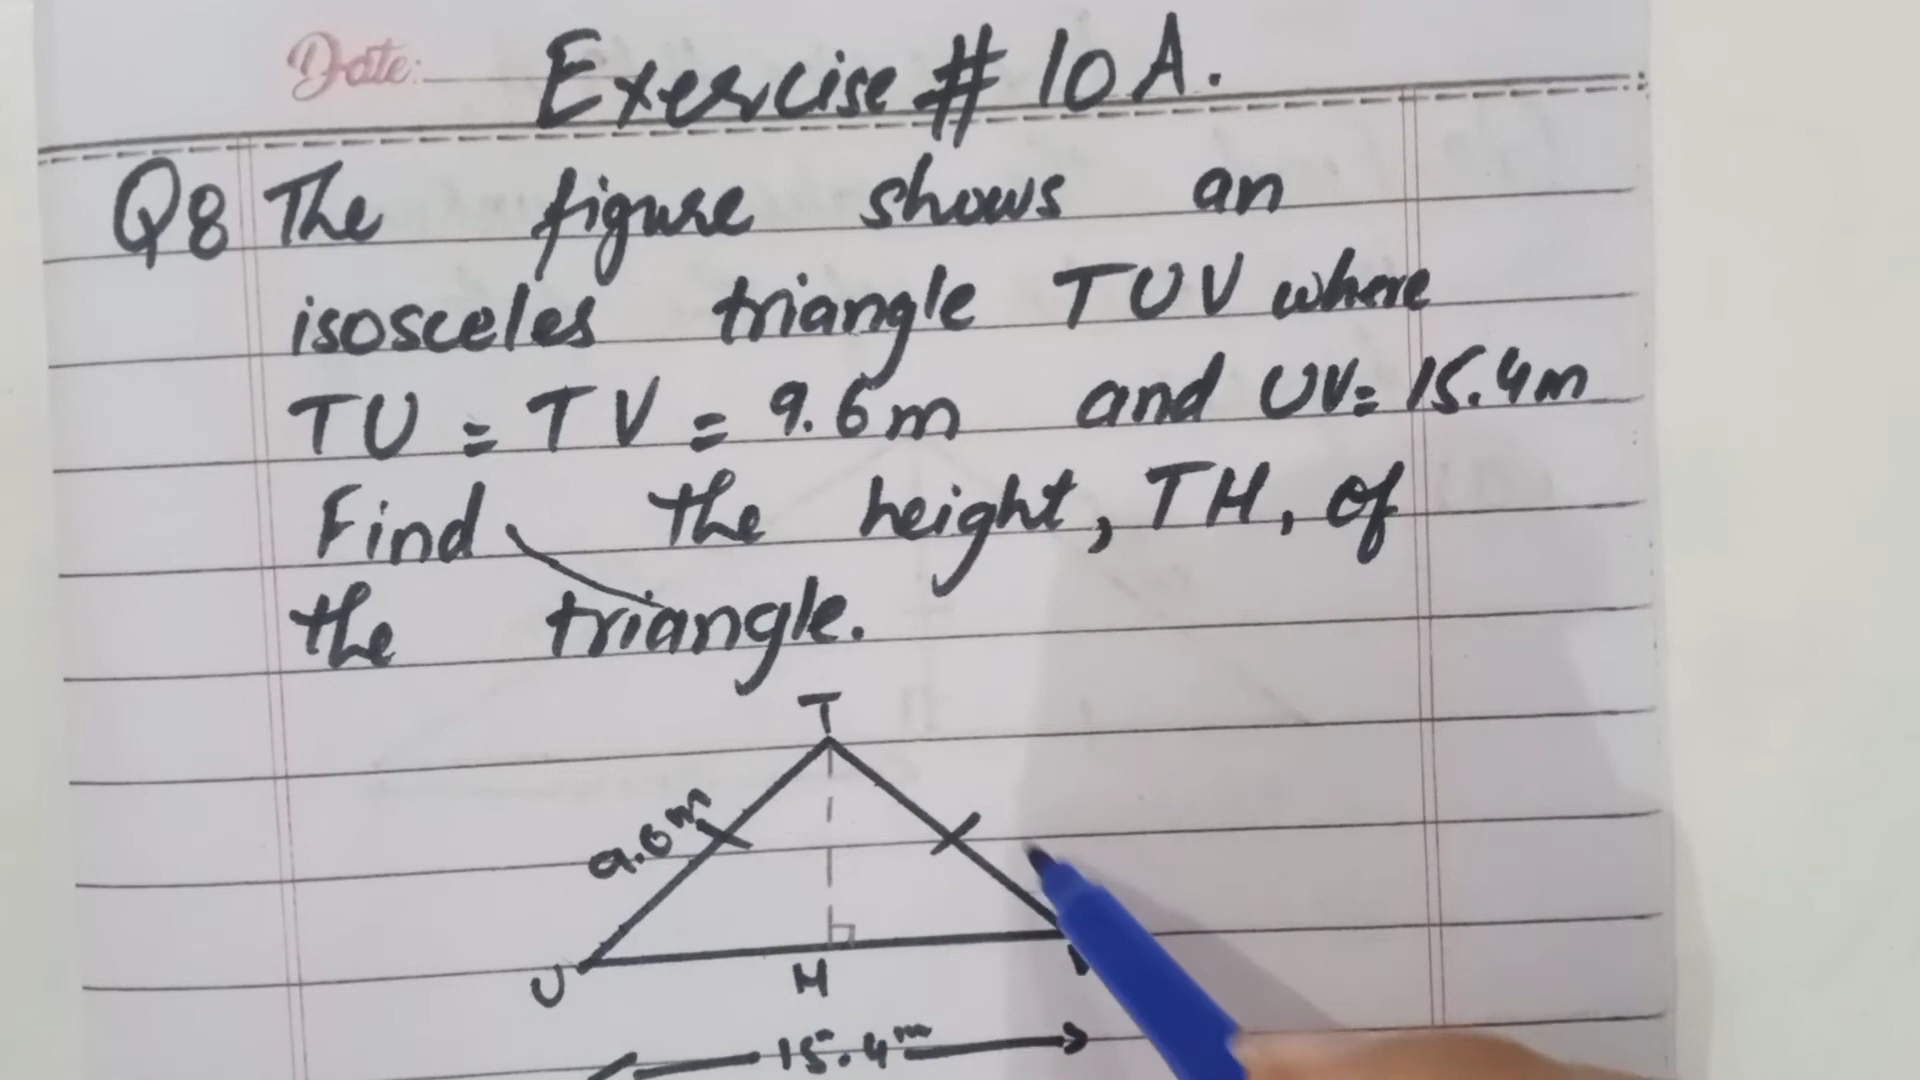 Date: Exercise # 10A.
Q8 The figure shows an
isosceles triangle TUV where
TU = TV = 9.6m and UV= 15.4m
Find the height, TH, of
the triangle.
T
9.6m
U H
15.4m